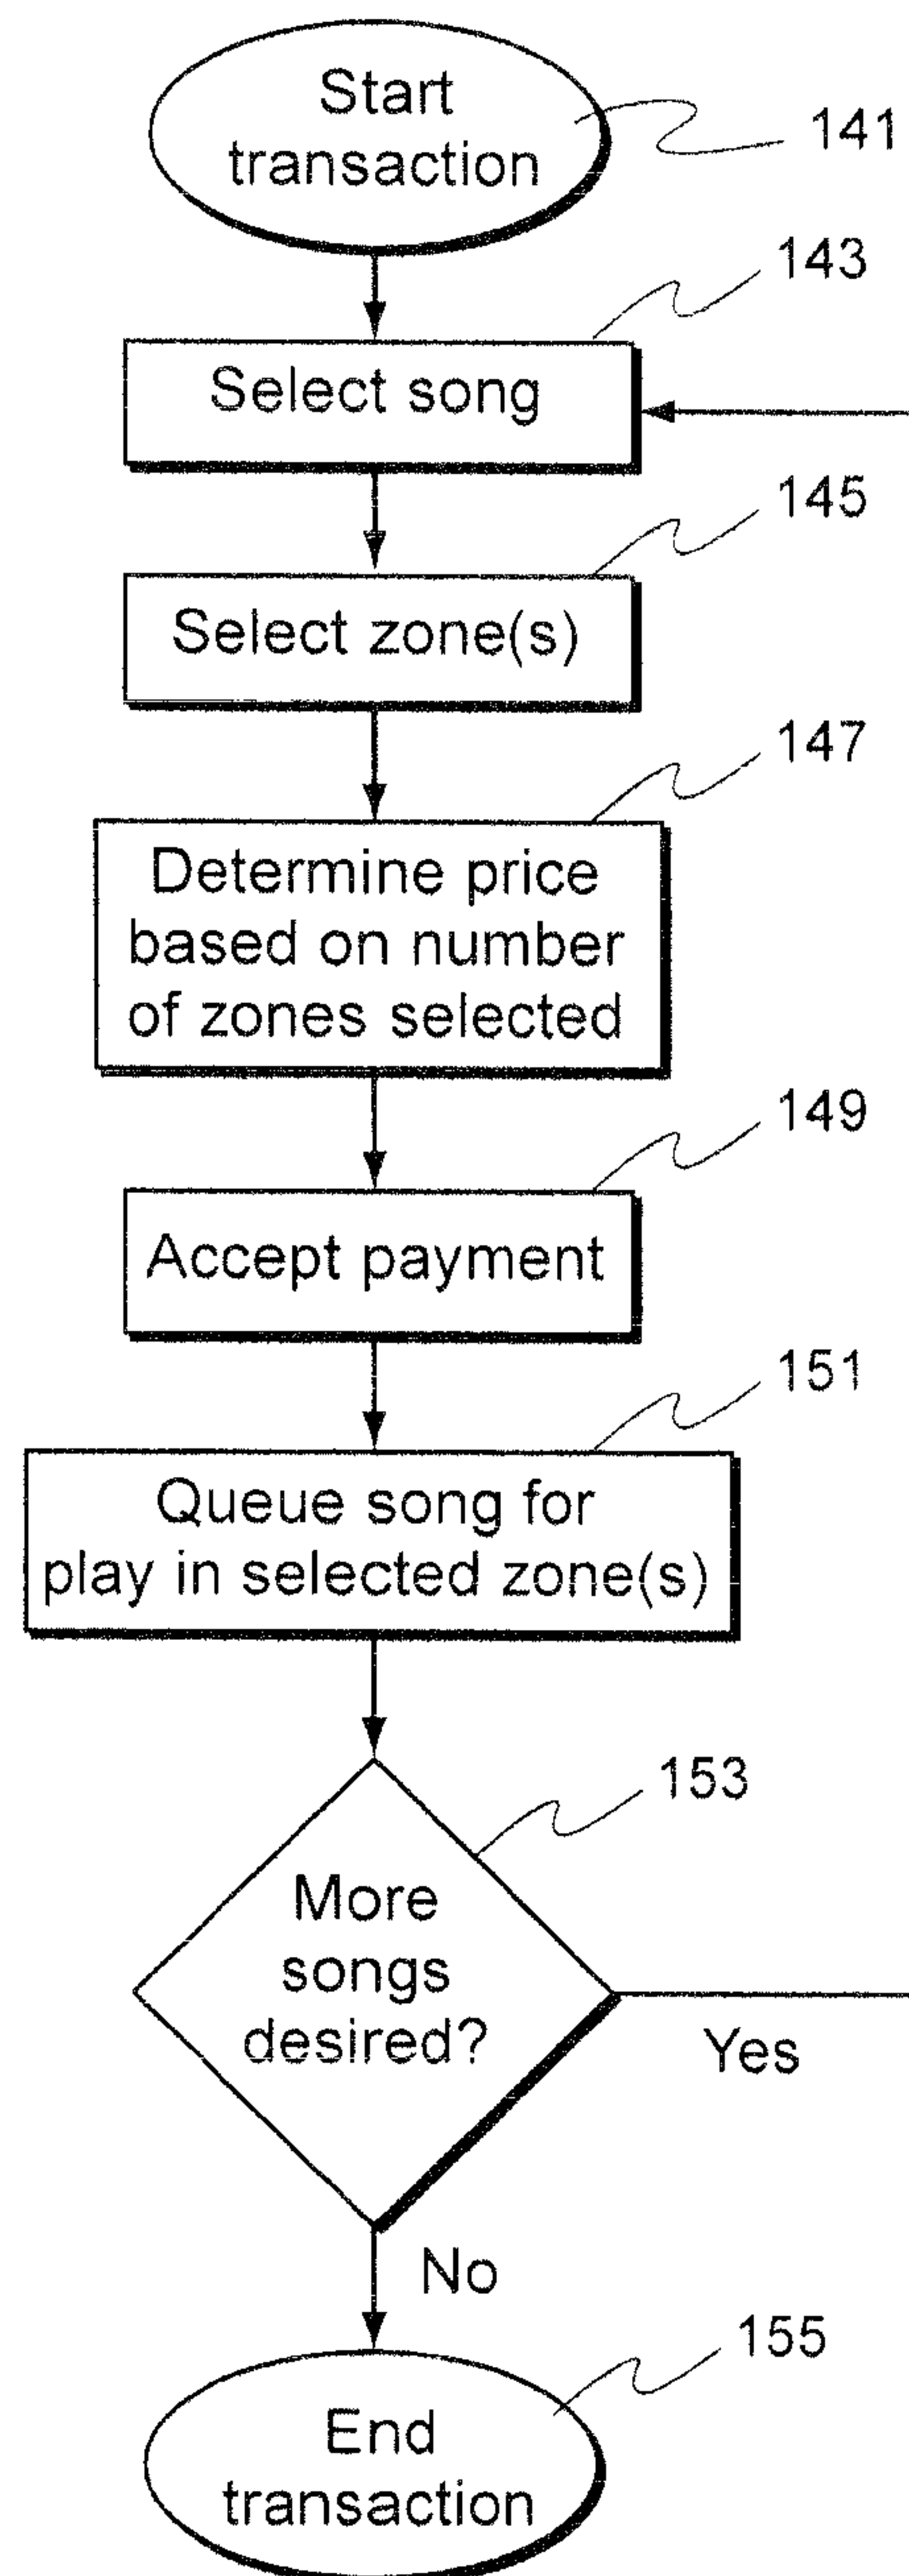 Start
transaction
141
143
Select song
145
Select zone(s)
147
Determine price
based on number
of zones selected
149
Accept payment
151
Queue song for
play in selected zone(s)
153
More
songs
desired?
Yes
No
155
End
transaction